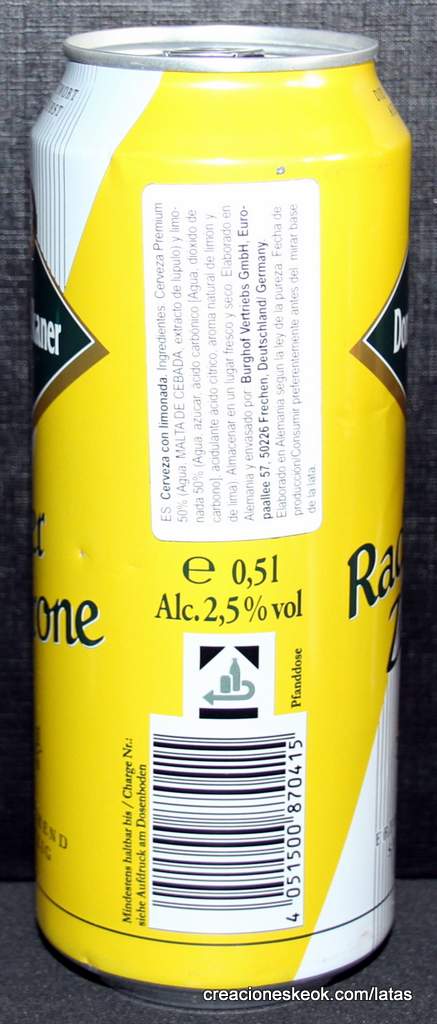 ES Cerveza con limonada. Ingredientes: Cerveza Premium
50% (Agua, MALTA DE CEBADA, extracto de lúpulo) y limo-
nada 50% (Agua, azúcar, ácido carbónico [Agua, dióxido de
carbono], acidulante ácido cítrico, aroma natural de limón y
de lima). Almacenar en un lugar fresco y seco. Elaborado en
Alemania y envasado por: Burghof Vertriebs GmbH, Euro-
paallee 57, 50226 Frechen, Deutschland/ Germany.
Elaborado en Alemania según la ley de la pureza. Fecha de
producción/Consumir preferentemente antes del: mirar base
de la lata.
aner
Do
e 0,5l
Alc. 2,5% vol
Rad
Z
rone
Pfanddose
Mindestens haltbar bis / Charge Nr.:
siehe Aufdruck am Dosenboden
4 051500 870415
creacioneskeok.com/latas